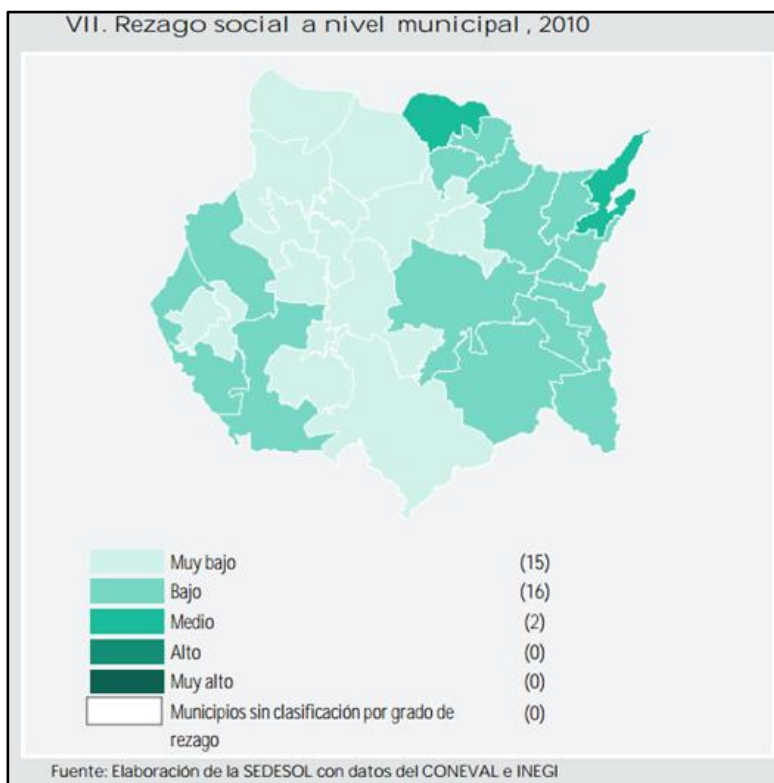 VII. Rezago social a nivel municipal, 2010
Muy bajo (15)
Bajo (16)
Medio (2)
Alto (0)
Muy alto (0)
Municipios sin clasificación por grado de (0)
rezago
Fuente: Elaboración de la SEDESOL con datos del CONEVAL e INEGI